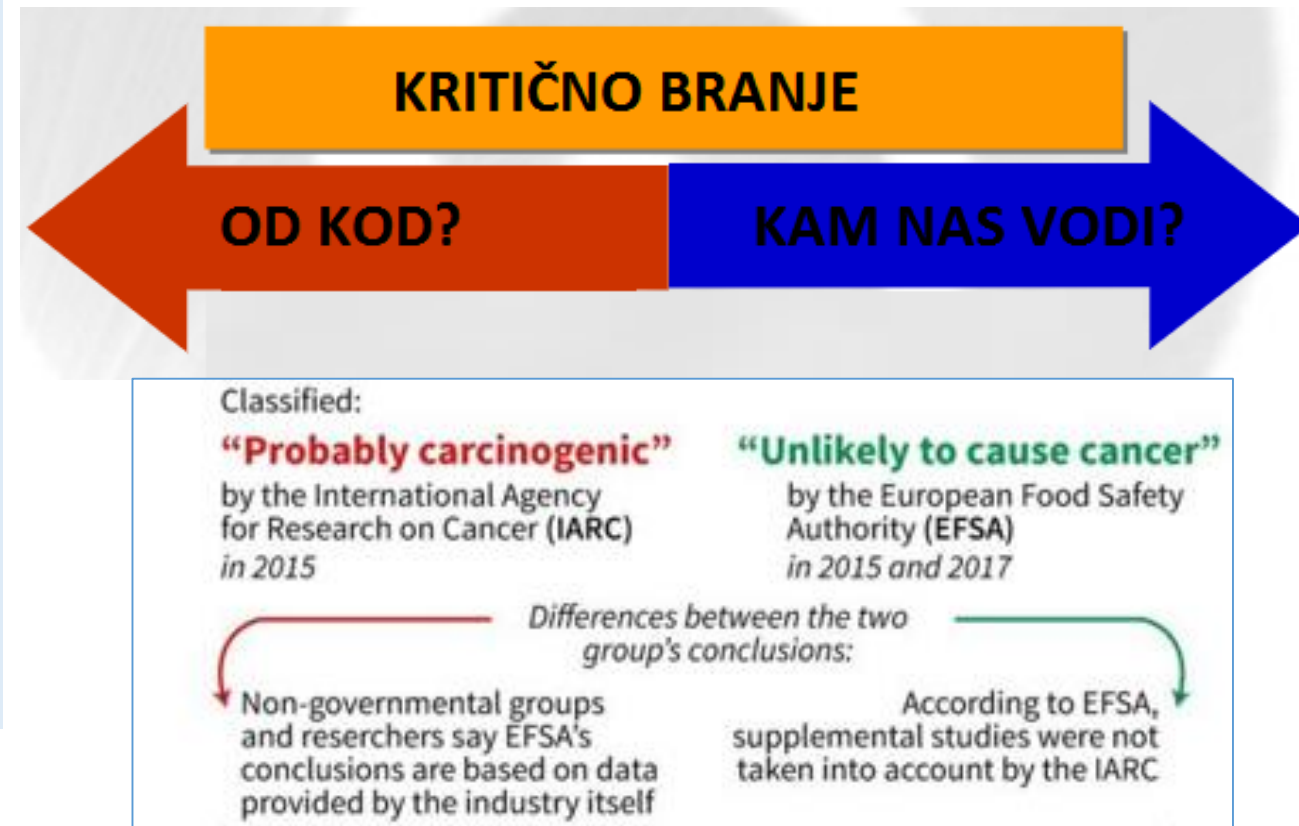 KRITIČNO BRANJE
OD KOD?
KAM NAS VODI?
Classified:
“Probably carcinogenic”
by the International Agency
for Research on Cancer (IARC)
in 2015
“Unlikely to cause cancer”
by the European Food Safety
Authority (EFSA)
in 2015 and 2017
Differences between the two
group’s conclusions:
Non-governmental groups
and reserchers say EFSA’s
conclusions are based on data
provided by the industry itself
According to EFSA,
supplemental studies were not
taken into account by the IARC